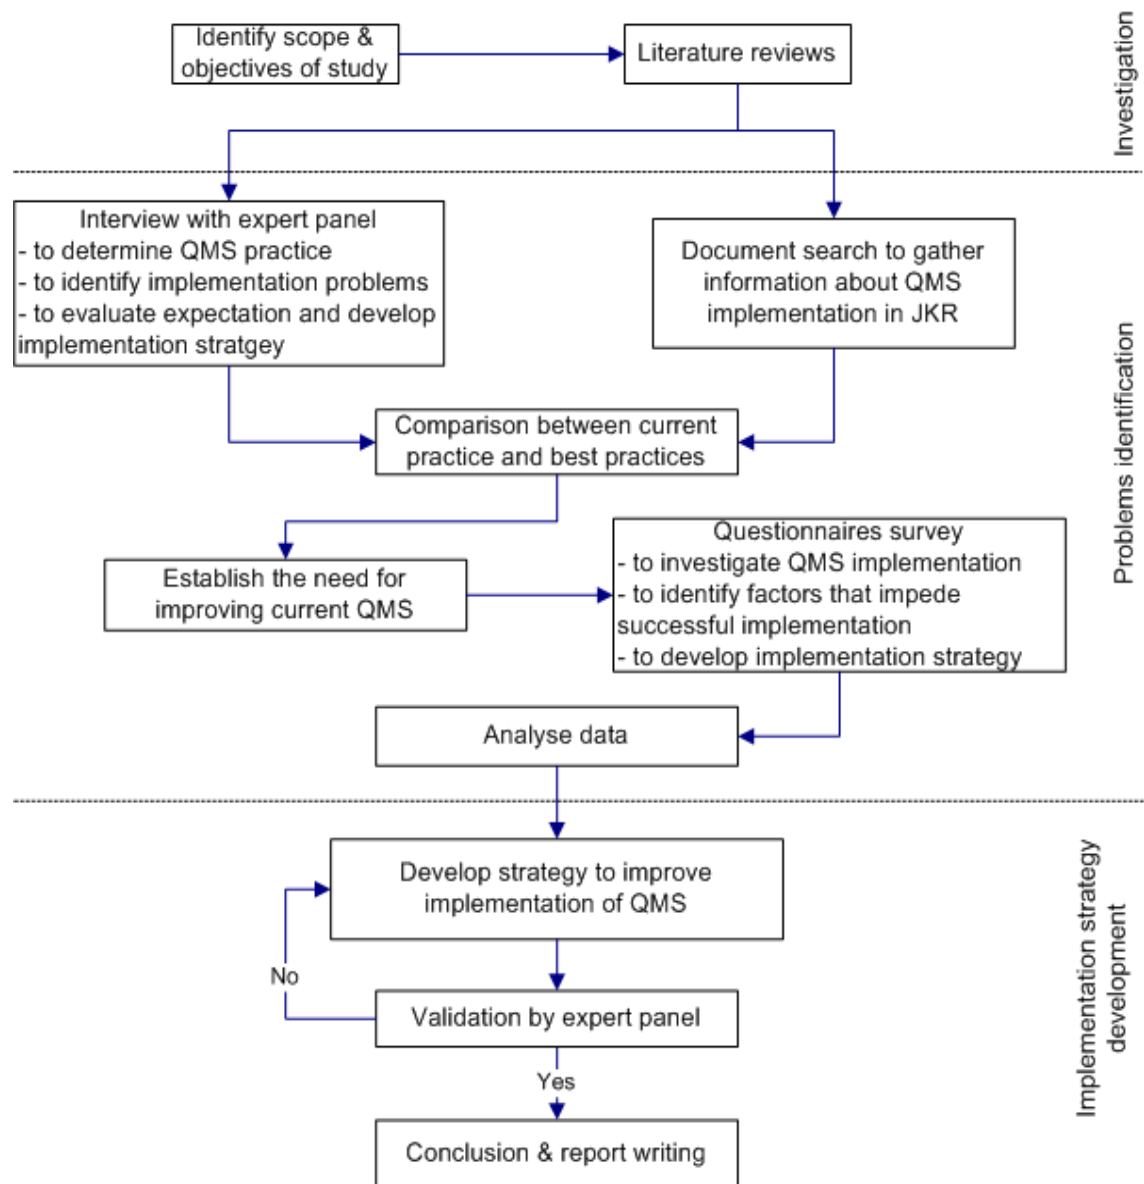 Identify scope &
objectives of study
Literature reviews
Investigation
Interview with expert panel
- to determine QMS practice
- to identify implementation problems
- to evaluate expectation and develop
implementation stratgey
Document search to gather
information about QMS
implementation in JKR
Comparison between current
practice and best practices
Problems identification
Establish the need for
improving current QMS
Questionnaires survey
- to investigate QMS implementation
- to identify factors that impede
successful implementation
- to develop implementation strategy
Analyse data
Develop strategy to improve
implementation of QMS
No
Validation by expert panel
Yes
Conclusion & report writing
Implementation strategy
development